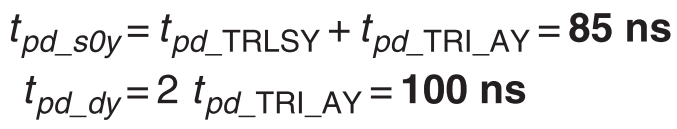 tpd_s0y = tpd_TRLSY + tpd_TRI_AY = 85 ns
tpd_dy = 2 tpd_TRI_AY = 100 ns